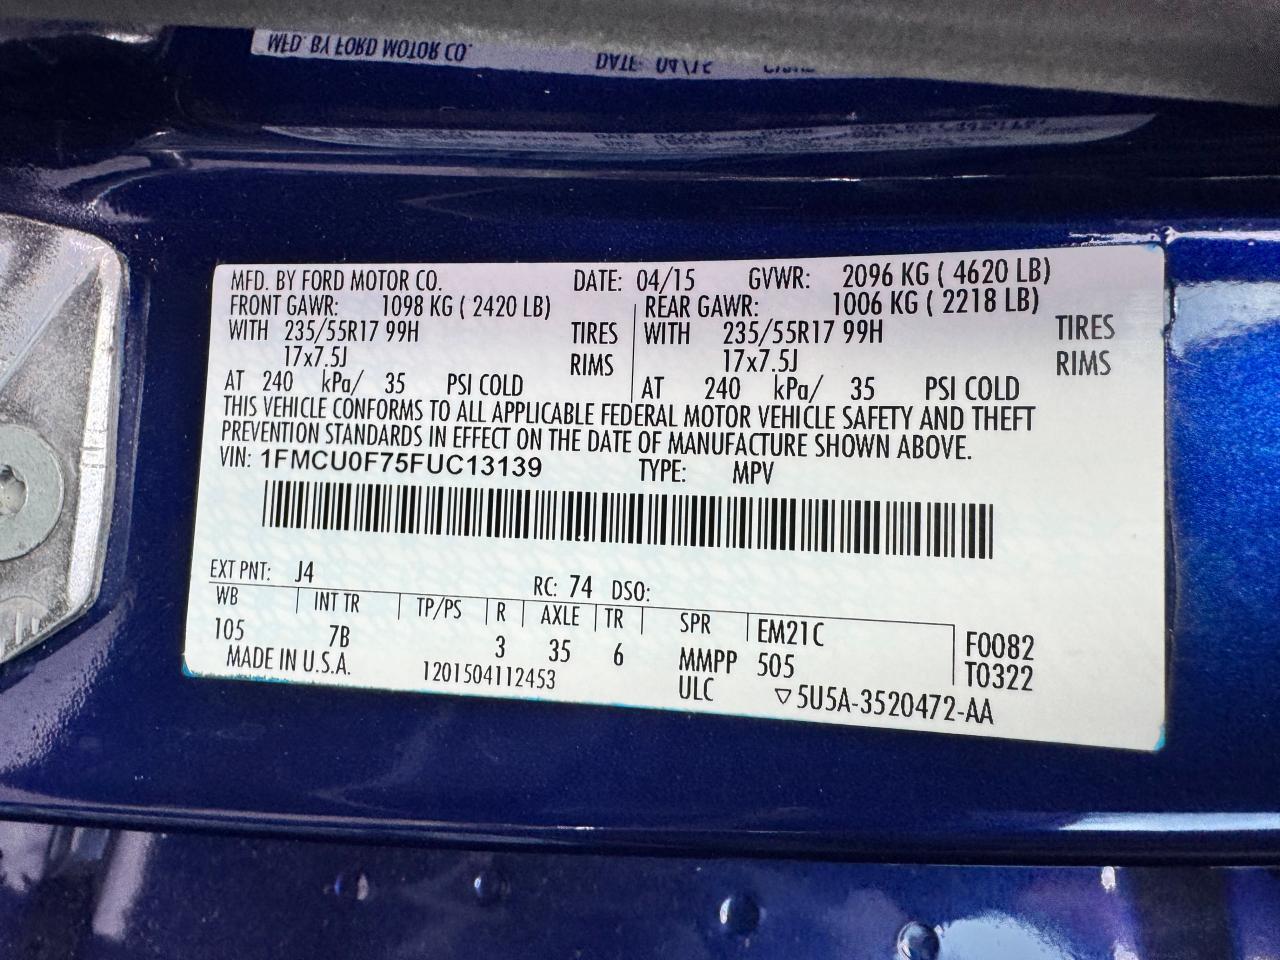 MFD. BY FORD MOTOR CO.
MFD. BY FORD MOTOR CO. DATE: 04/15 GVWR: 2096 KG ( 4620 LB)
FRONT GAWR: 1098 KG ( 2420 LB) REAR GAWR: 1006 KG ( 2218 LB)
WITH 235/55R17 99H TIRES WITH 235/55R17 99H TIRES
17x7.5J RIMS 17x7.5J RIMS
AT 240 kPa/ 35 PSI COLD AT 240 kPa/ 35 PSI COLD
THIS VEHICLE CONFORMS TO ALL APPLICABLE FEDERAL MOTOR VEHICLE SAFETY AND THEFT
PREVENTION STANDARDS IN EFFECT ON THE DATE OF MANUFACTURE SHOWN ABOVE.
VIN: 1FMCU0F75FUC13139 TYPE: MPV
EXT PNT: J4 RC: 74 DSO:
WB INT TR TP/PS R AXLE TR SPR EM21C F0082
105 7B 3 35 6 MMPP 505 T0322
MADE IN U.S.A. 1201504112453 ULC ▽5U5A-3520472-AA